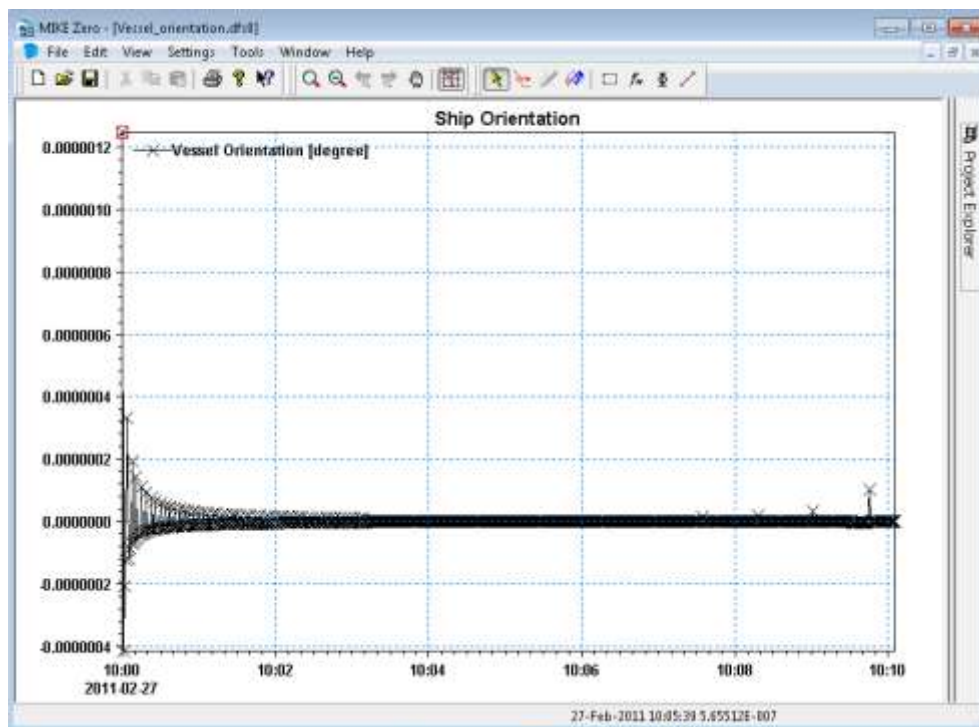 MIKE Zero - [Vessel_orientation.dfs0]
File Edit View Settings Tools Window Help
Ship Orientation
Vessel Orientation [degree]
0.0000012
0.0000010
0.0000008
0.0000006
0.0000004
0.0000002
0.0000000
-0.0000002
-0.0000004
10:00 10:02 10:04 10:06 10:08 10:10
2011-02-27
Project Explorer
27-Feb-2011 10:05:39 5.65512E-007